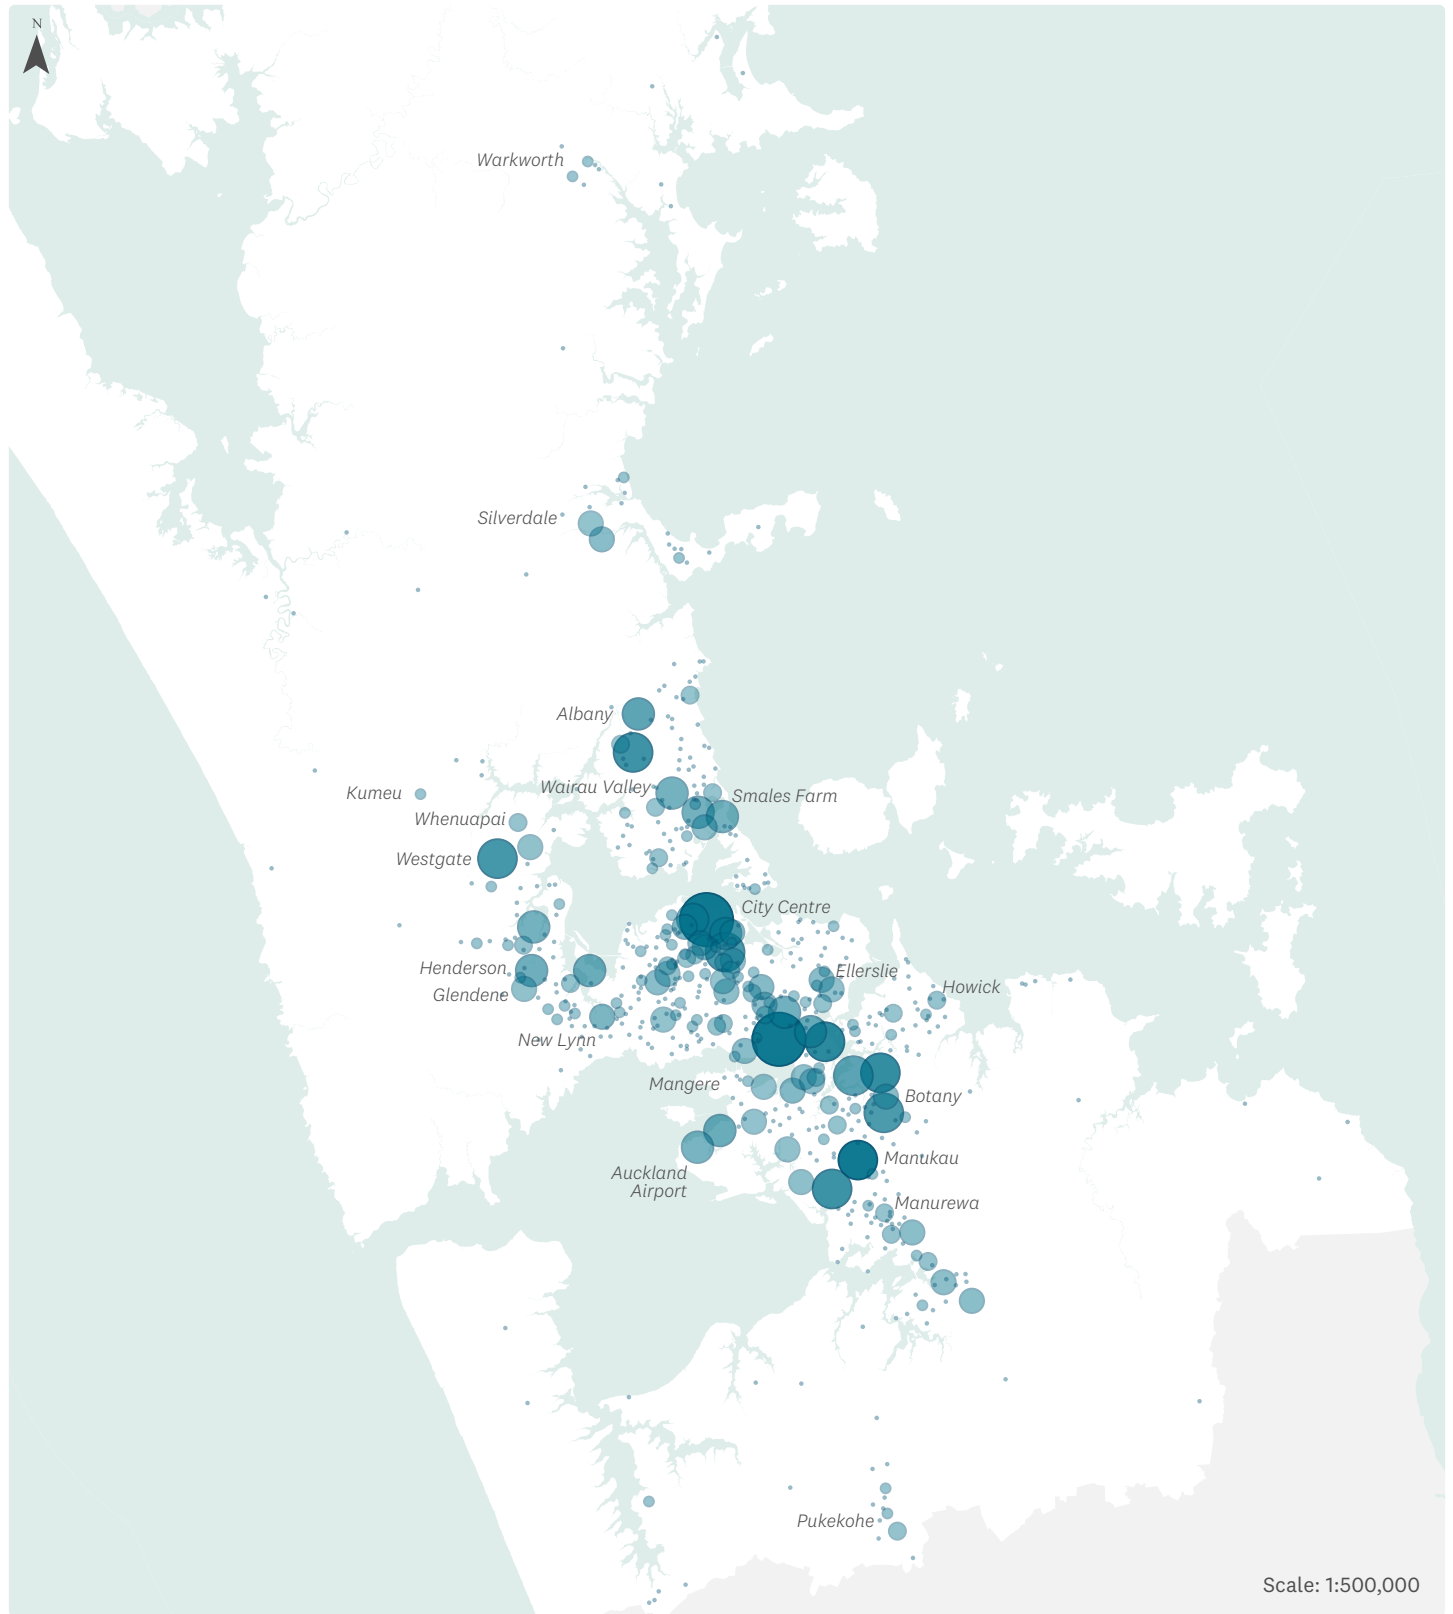 N
Warkworth
Silverdale
Albany
Wairau Valley
Smales Farm
Kumeu
Whenuapai
Westgate
City Centre
Henderson
Ellerslie
Glendene
Howick
New Lynn
Mangere
Botany
Manukau
Auckland
Airport
Manurewa
Pukekohe
Scale: 1:500,000